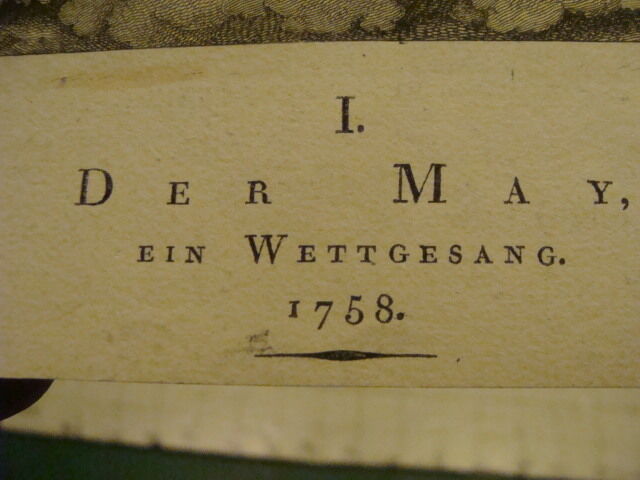 I.
DER MAY,
EIN WETTGESANG.
1758.